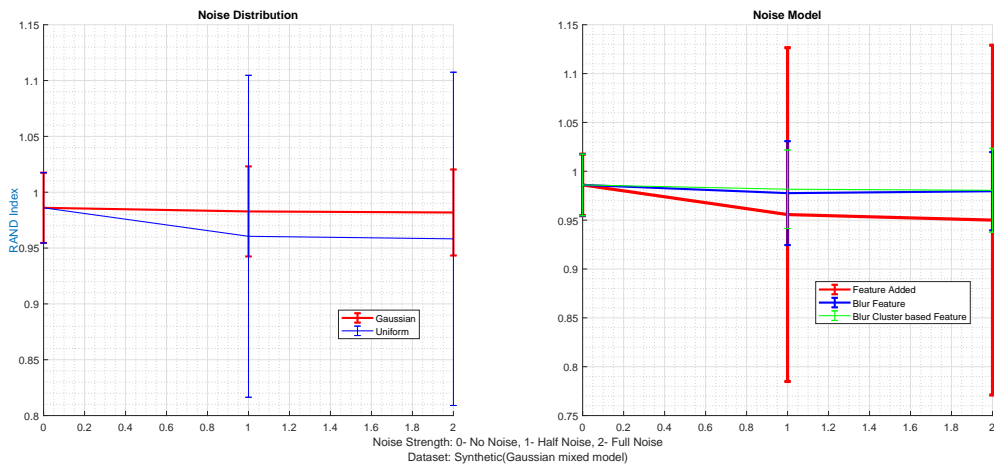 Noise Distribution
1.15
1.1
1.05
1
0.95
0.9
0.85
0.8
RAND Index
0 0.2 0.4 0.6 0.8 1 1.2 1.4 1.6 1.8 2
Gaussian
Uniform
Noise Model
1.15
1.1
1.05
1
0.95
0.9
0.85
0.8
0.75
0 0.2 0.4 0.6 0.8 1 1.2 1.4 1.6 1.8 2
Feature Added
Blur Feature
Blur Cluster based Feature
Noise Strength: 0- No Noise, 1- Half Noise, 2- Full Noise
Dataset: Synthetic(Gaussian mixed model)